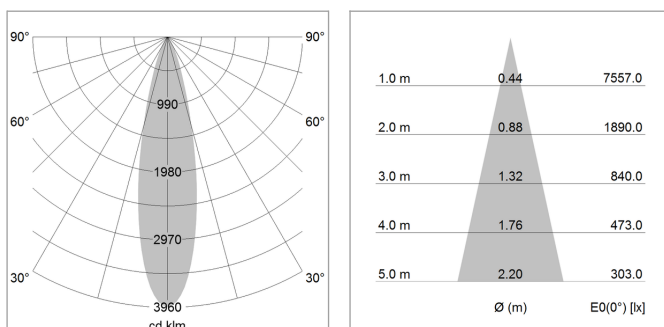 90° 90°
990
60° 60°
1980
2970
30° 30°
3960
cd klm
1.0 m 0.44 7557.0
2.0 m 0.88 1890.0
3.0 m 1.32 840.0
4.0 m 1.76 473.0
5.0 m 2.20 303.0
Ø (m) E0(0°) [lx]